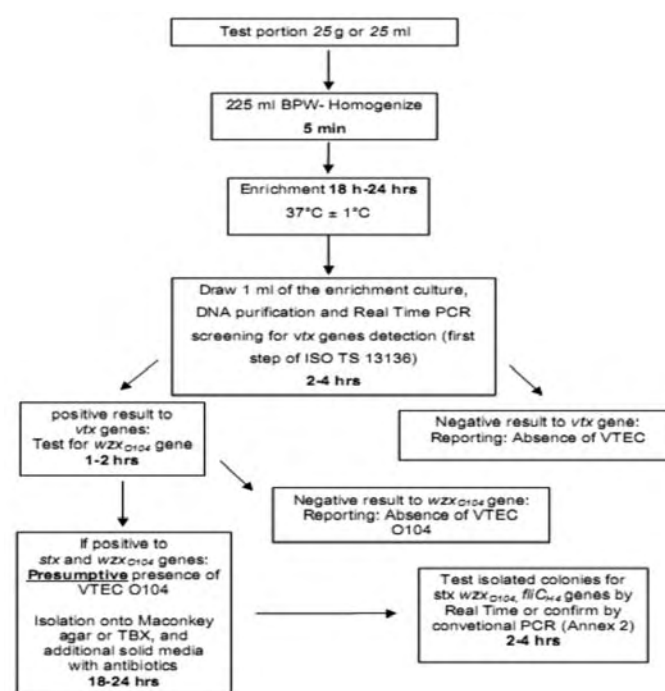 Test portion 25 g or 25 ml
225 ml BPW- Homogenize
5 min
Enrichment 18 h-24 hrs
37°C ± 1°C
Draw 1 ml of the enrichment culture,
DNA purification and Real Time PCR
screening for vtx genes detection (first
step of ISO TS 13136)
2-4 hrs
positive result to
vtx genes:
Test for wzxO104 gene
1-2 hrs
Negative result to vtx gene:
Reporting: Absence of VTEC
Negative result to wzxO104 gene:
Reporting: Absence of VTEC
O104
If positive to
stx and wzxO104 genes:
Presumptive presence of
VTEC O104
Isolation onto Maconkey
agar or TBX, and
additional solid media
with antibiotics
18-24 hrs
Test isolated colonies for
stx wzxO104, fliCH4 genes by
Real Time or confirm by
convetional PCR (Annex 2)
2-4 hrs